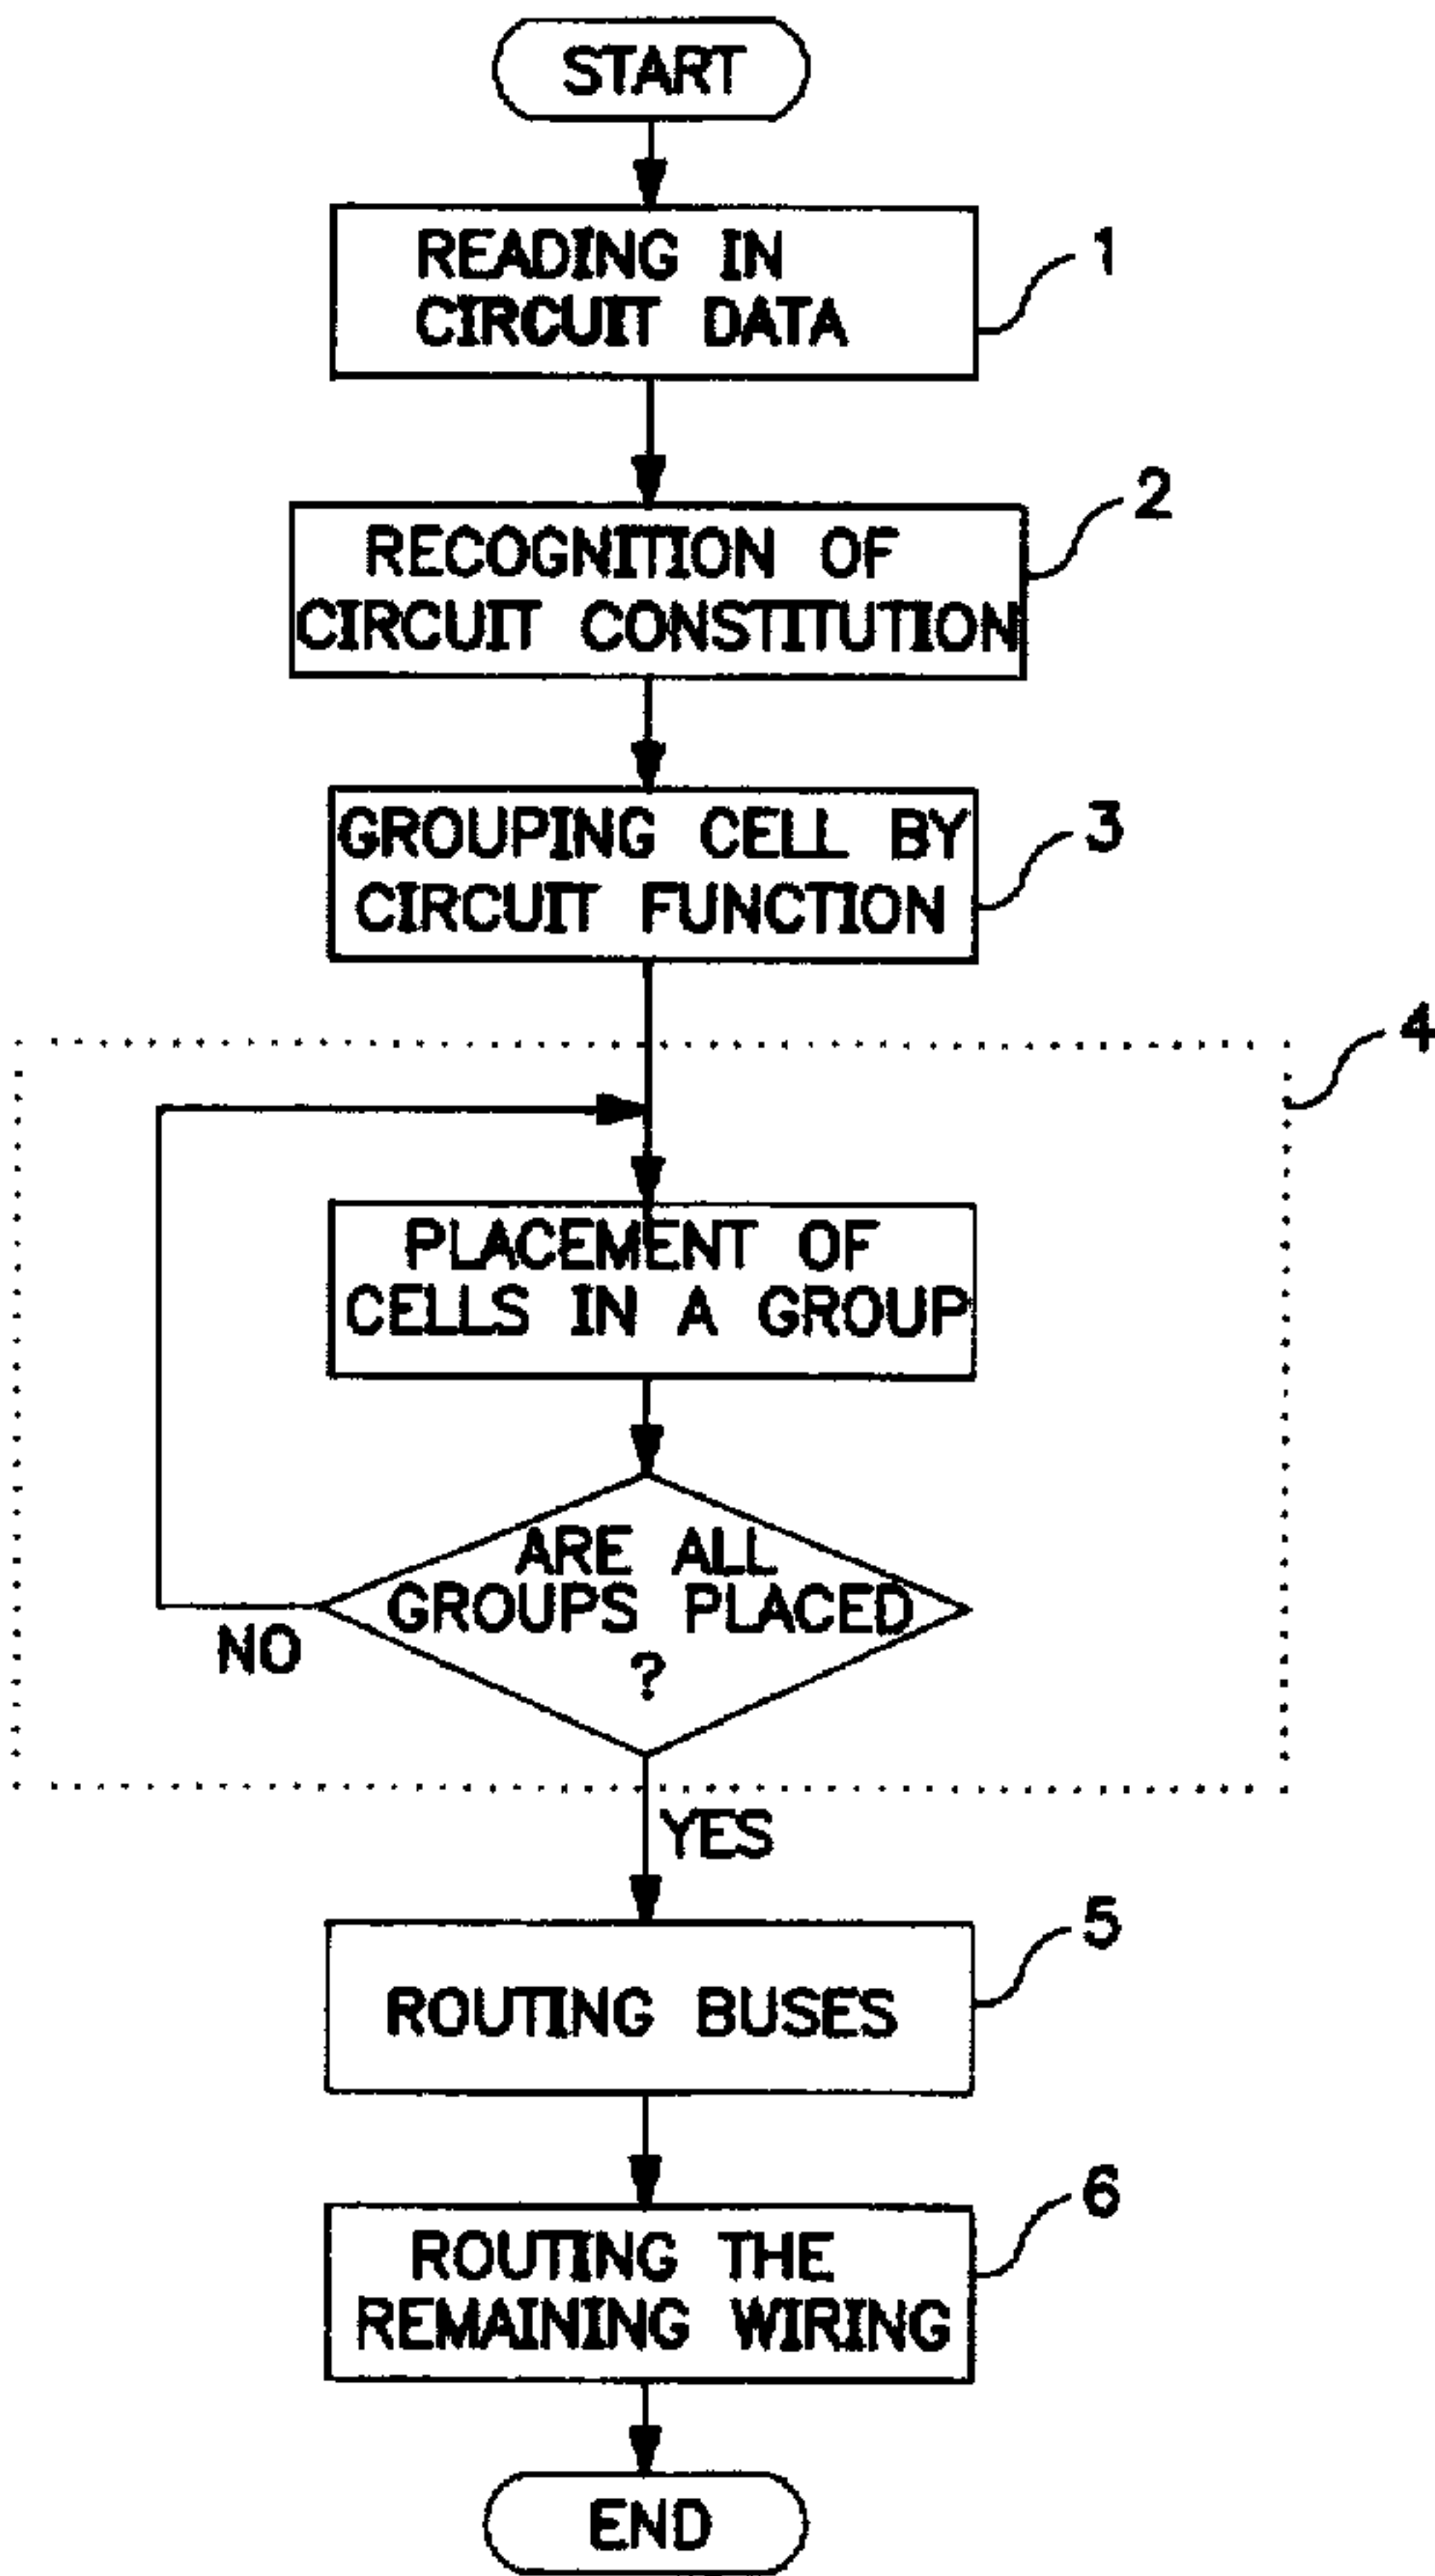 START
READING IN
CIRCUIT DATA
1
RECOGNITION OF
CIRCUIT CONSTITUTION
2
GROUPING CELL BY
CIRCUIT FUNCTION
3
4
PLACEMENT OF
CELLS IN A GROUP
ARE ALL
GROUPS PLACED
?
NO
YES
ROUTING BUSES
5
ROUTING THE
REMAINING WIRING
6
END